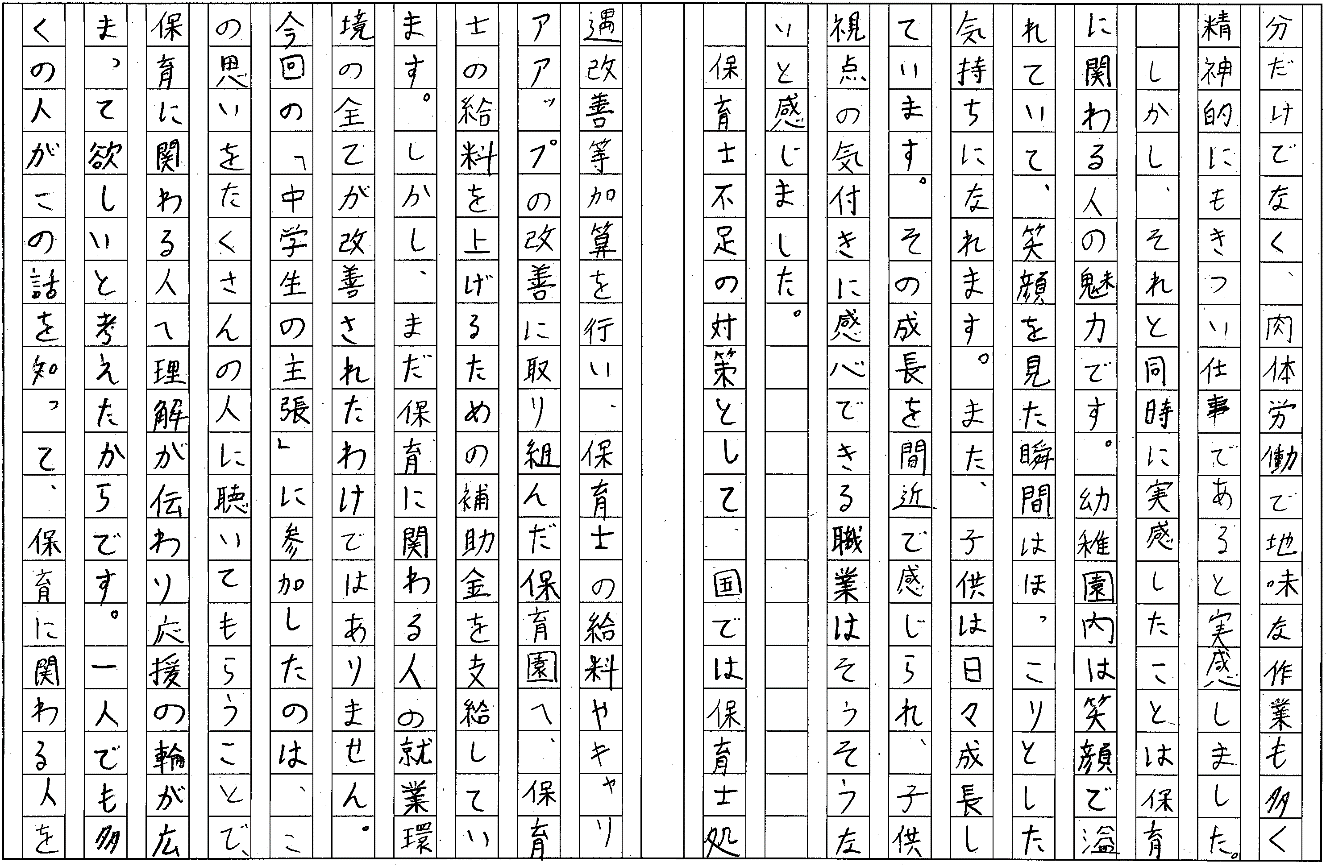 分だけでなく、肉体労働で地味な作業も多く
精神的にもきつい仕事であると実感しました。
しかし、それと同時に実感したことは保育
に関わる人の魅力です。幼稚園内は笑顔で溢
れていて、笑顔を見た瞬間はほっこりとした
気持ちになれます。また、子供は日々成長し
ています。その成長を間近で感じられ、子供
視点の気付きに感心できる職業はそうそうな
いと感じました。
保育士不足の対策として、国では保育士処
遇改善等加算を行い、保育士の給料やキャリ
アアップの改善に取り組んだ保育園へ、保育
士の給料を上げるための補助金を支給してい
ます。しかし、まだ保育に関わる人の就業環
境の全てが改善されたわけではありません。
今回の「中学生の主張」に参加したのは、こ
の思いをたくさんの人に聴いてもらうことで、
保育に関わる人へ理解が伝わり応援の輪が広
まって欲しいと考えたからです。一人でも多
くの人がこの話を知って、保育に関わる人を